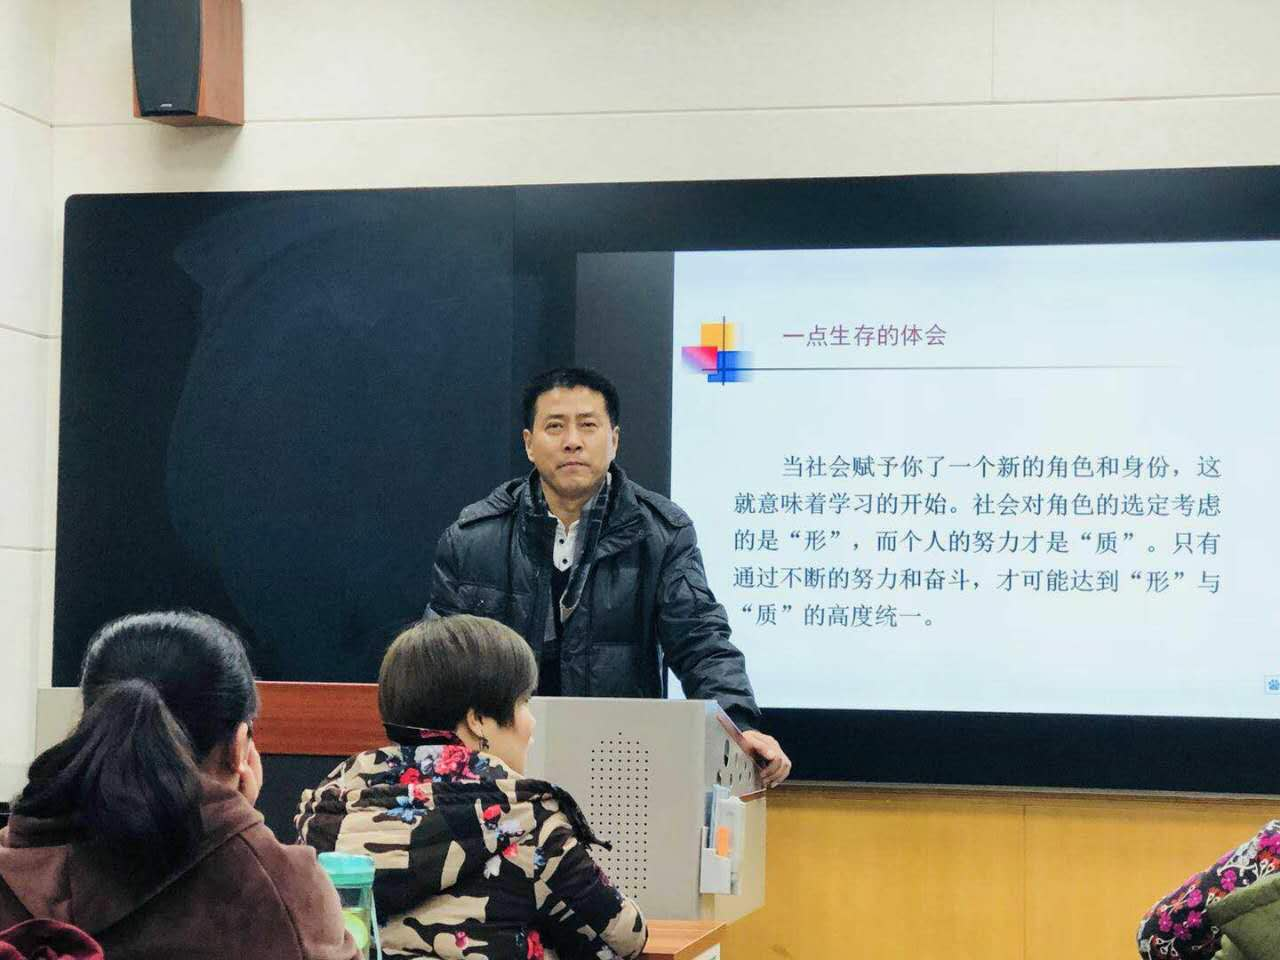 一点生存的体会
当社会赋予你了一个新的角色和身份，这
就意味着学习的开始。社会对角色的选定考虑
的是“形”，而个人的努力才是“质”。只有
通过不断的努力和奋斗，才可能达到“形”与
“质”的高度统一。